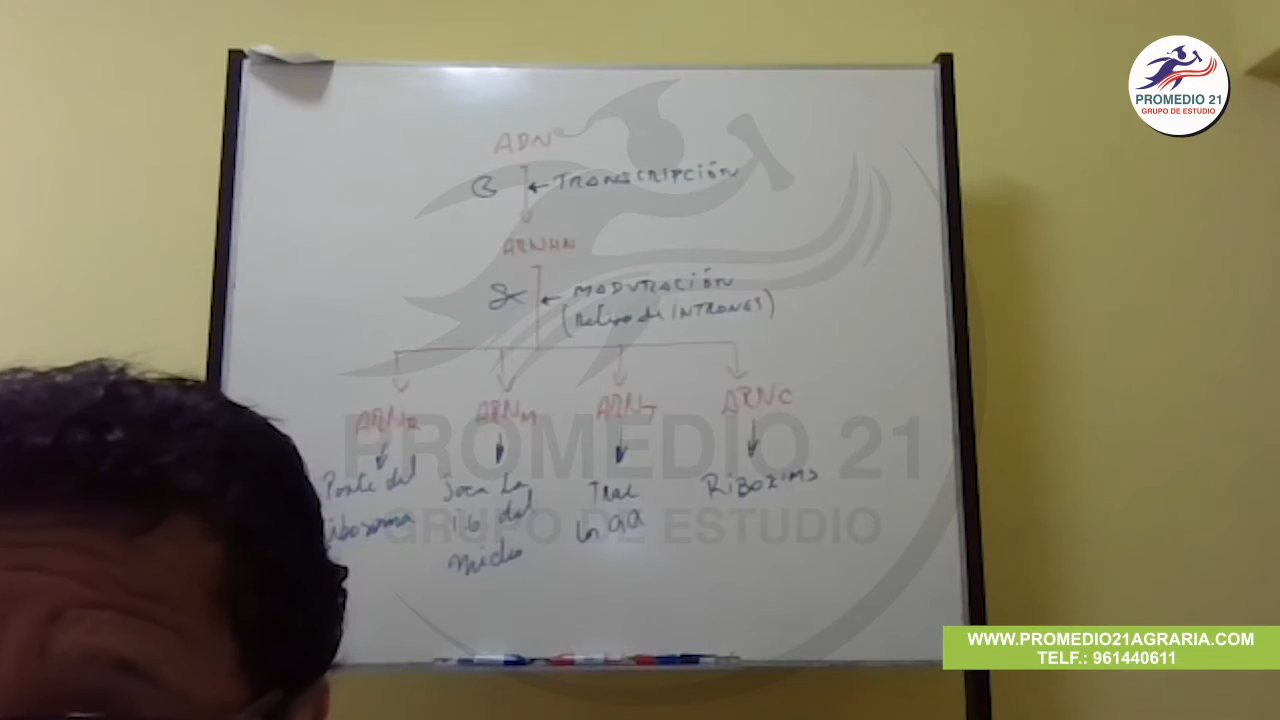 PROMEDIO 21
GRUPO DE ESTUDIO
ADN
TRANSCRIPCIÓN
ARNHN
MADURACIÓN
(Retiro de INTRONES)
ARNR
ARNM
ARNT
ARNC
Parte del
ribosoma
Saca La
I.G del
núcleo
Trae
los aa
RiBozima
PROMEDIO 21
GRUPO DE ESTUDIO
WWW.PROMEDIO21AGRARIA.COM
TELF.: 961440611